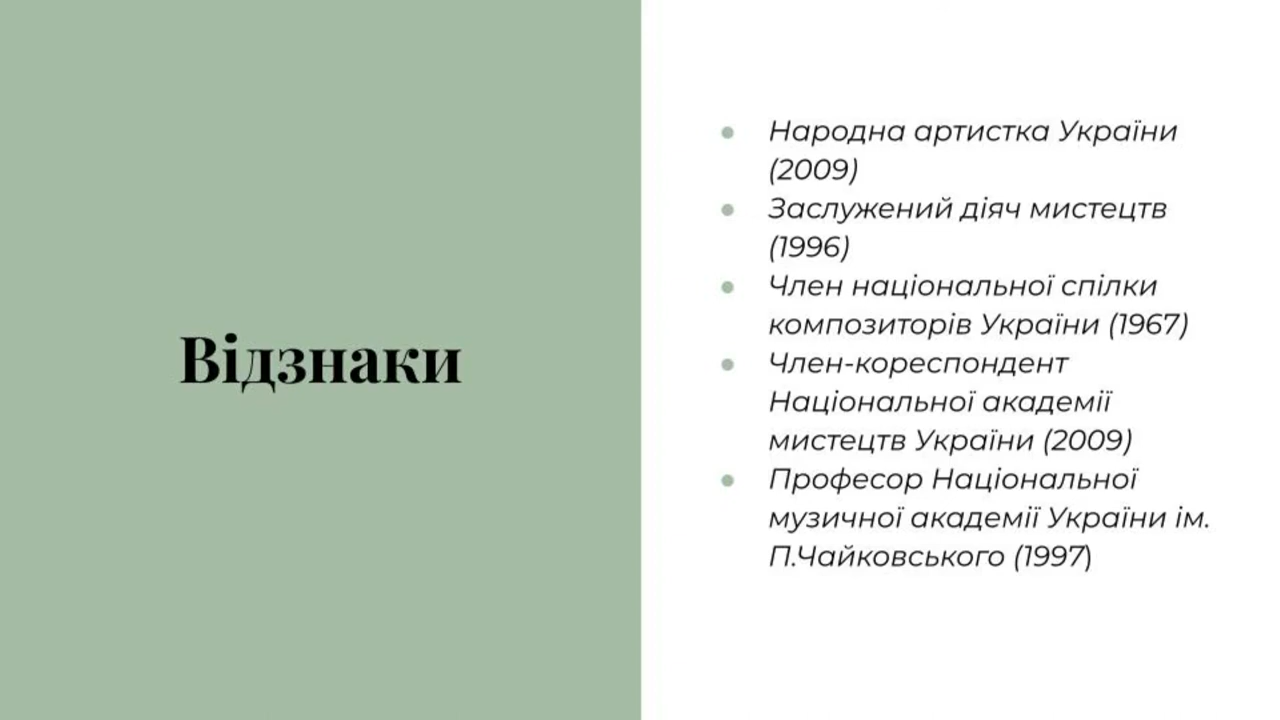 Відзнаки
● Народна артистка України
(2009)
● Заслужений діяч мистецтв
(1996)
● Член національної спілки
композиторів України (1967)
● Член-кореспондент
Національної академії
мистецтв України (2009)
● Професор Національної
музичної академії України ім.
П.Чайковського (1997)